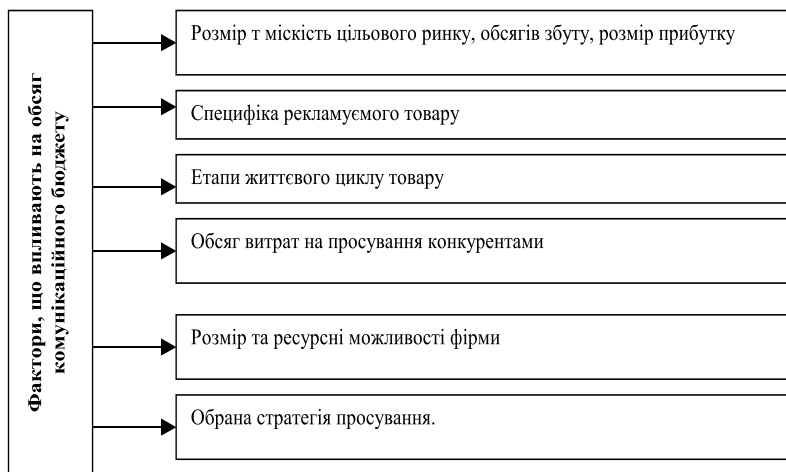 Фактори, що впливають на обсяг
комунікаційного бюджету
Розмір т міскість цільового ринку, обсягів збуту, розмір прибутку
Специфіка рекламуємого товару
Етапи життєвого циклу товару
Обсяг витрат на просування конкурентами
Розмір та ресурсні можливості фірми
Обрана стратегія просування.